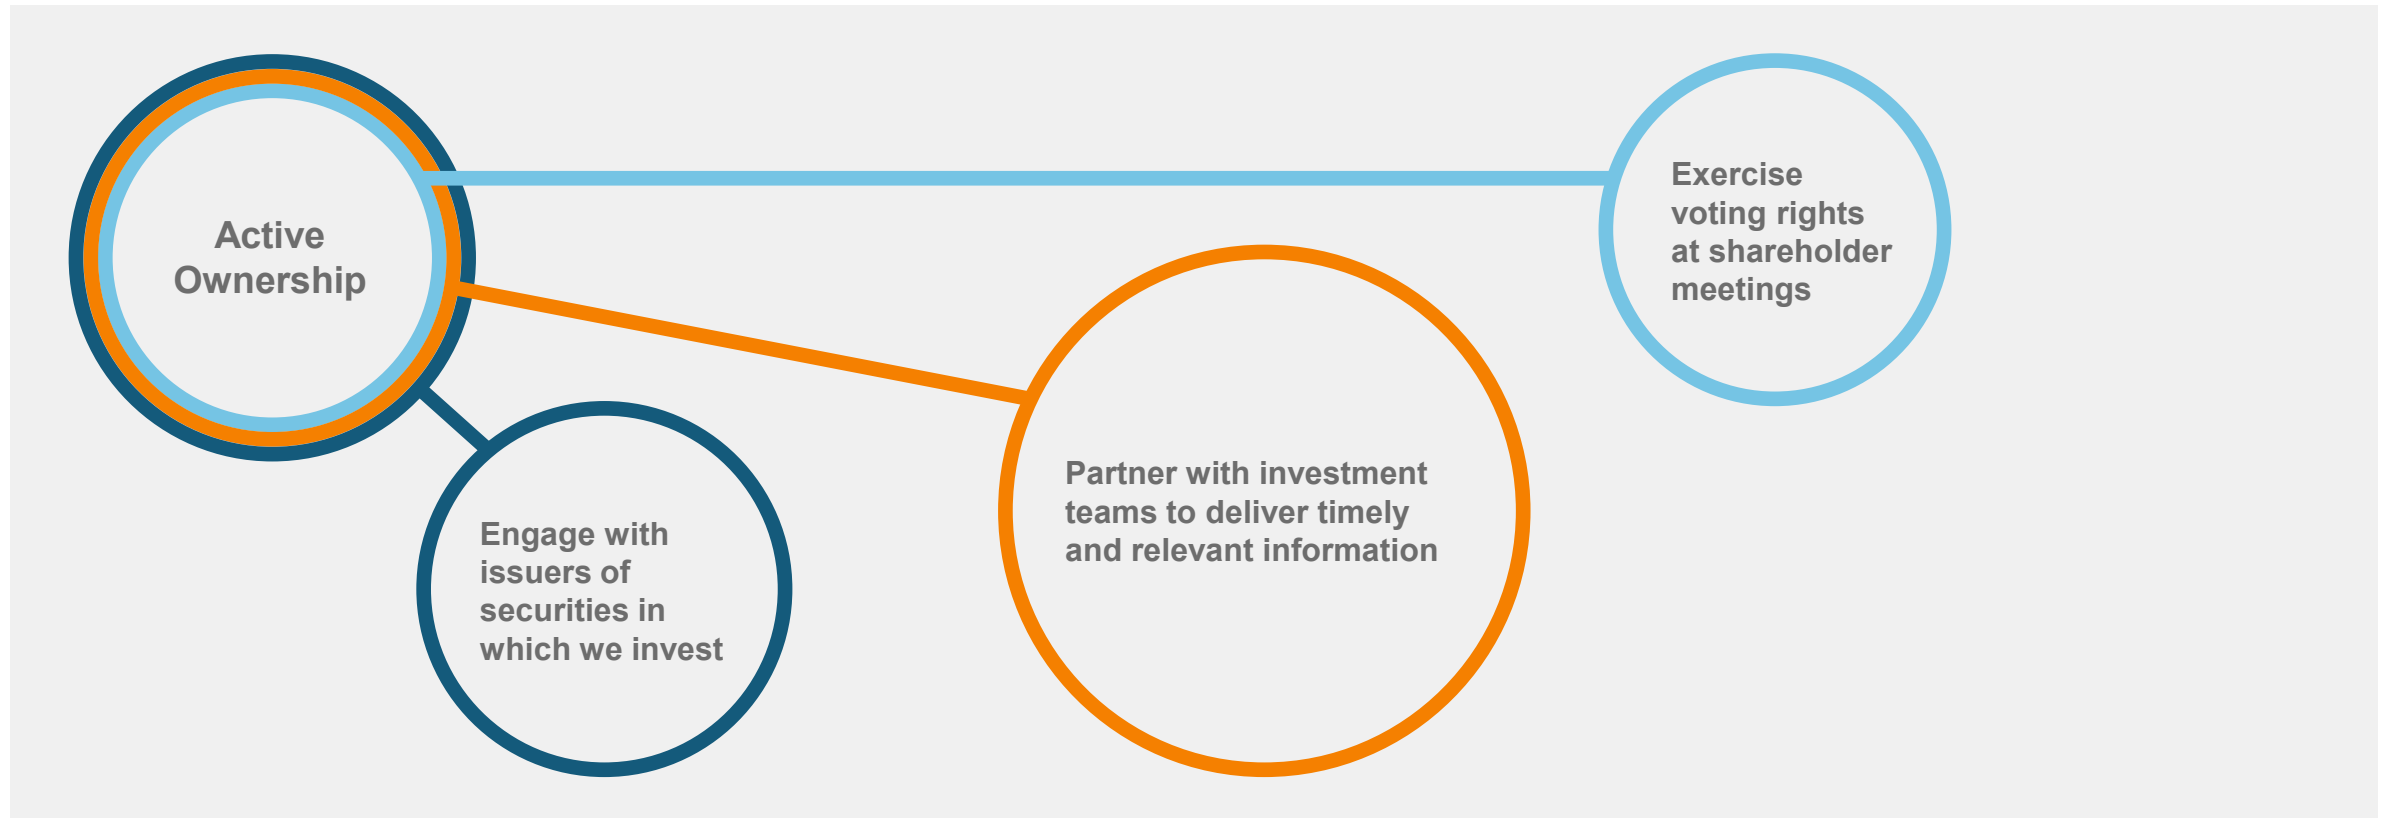 Active
Ownership
Exercise
voting rights
at shareholder
meetings
Partner with investment
teams to deliver timely
and relevant information
Engage with
issuers of
securities in
which we invest